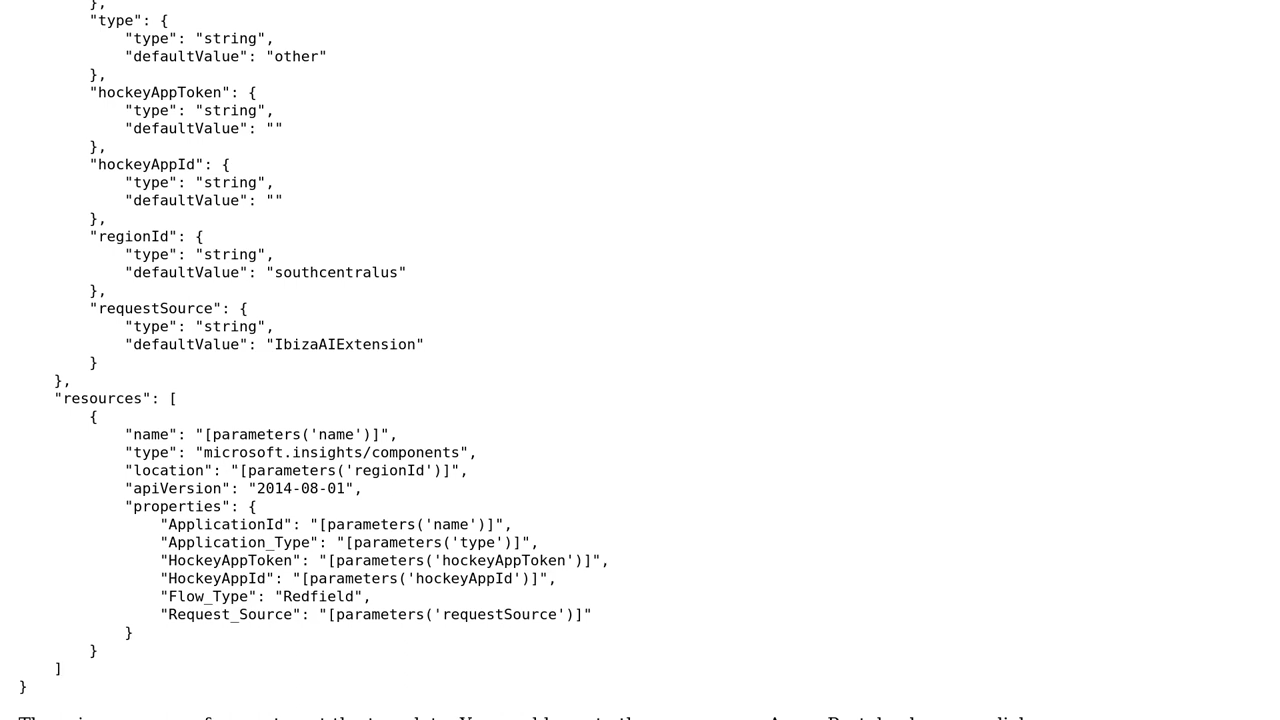 },
"type": {
"type": "string",
"defaultValue": "other"
},
"hockeyAppToken": {
"type": "string",
"defaultValue": ""
},
"hockeyAppId": {
"type": "string",
"defaultValue": ""
},
"regionId": {
"type": "string",
"defaultValue": "southcentralus"
},
"requestSource": {
"type": "string",
"defaultValue": "IbizaAIExtension"
}
},
"resources": [
{
"name": "[parameters('name')]",
"type": "microsoft.insights/components",
"location": "[parameters('regionId')]",
"apiVersion": "2014-08-01",
"properties": {
"ApplicationId": "[parameters('name')]",
"Application_Type": "[parameters('type')]",
"HockeyAppToken": "[parameters('hockeyAppToken')]",
"HockeyAppId": "[parameters('hockeyAppId')]",
"Flow_Type": "Redfield",
"Request_Source": "[parameters('requestSource')]"
}
}
]
}